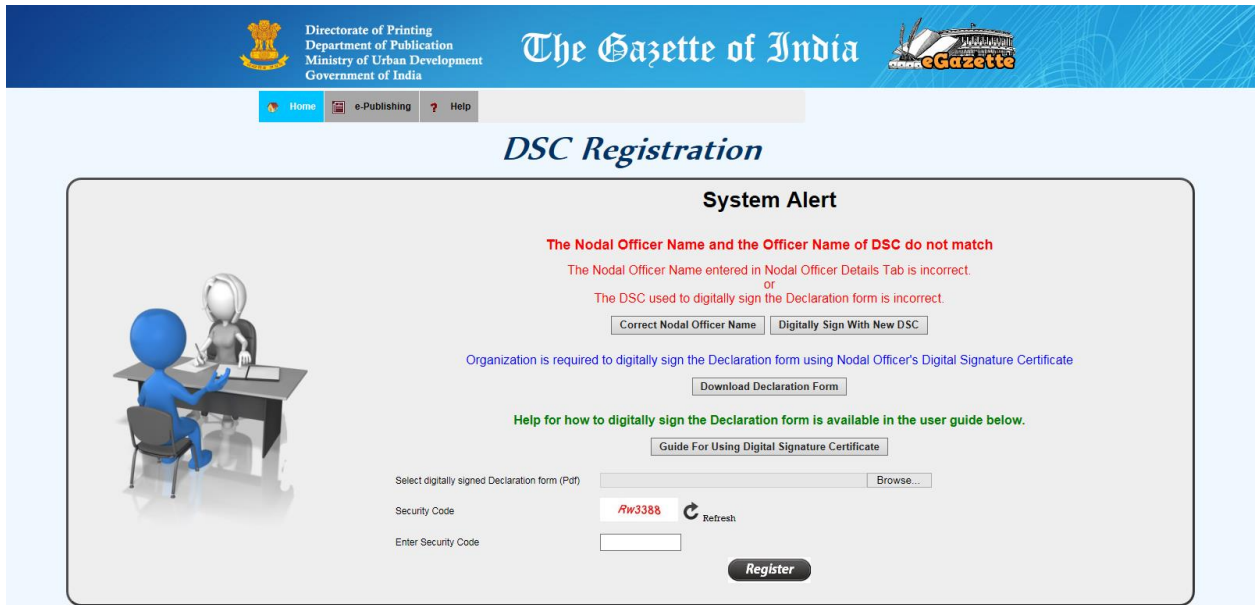 Directorate of Printing
Department of Publication
Ministry of Urban Development
Government of India
The Gazette of India
eGazette
Home
e-Publishing
? Help
DSC Registration
System Alert
The Nodal Officer Name and the Officer Name of DSC do not match
The Nodal Officer Name entered in Nodal Officer Details Tab is incorrect.
or
The DSC used to digitally sign the Declaration form is incorrect.
Correct Nodal Officer Name
Digitally Sign With New DSC
Organization is required to digitally sign the Declaration form using Nodal Officer's Digital Signature Certificate
Download Declaration Form
Help for how to digitally sign the Declaration form is available in the user guide below.
Guide For Using Digital Signature Certificate
Select digitally signed Declaration form (Pdf)
Browse...
Security Code
Rw3388
Refresh
Enter Security Code
Register